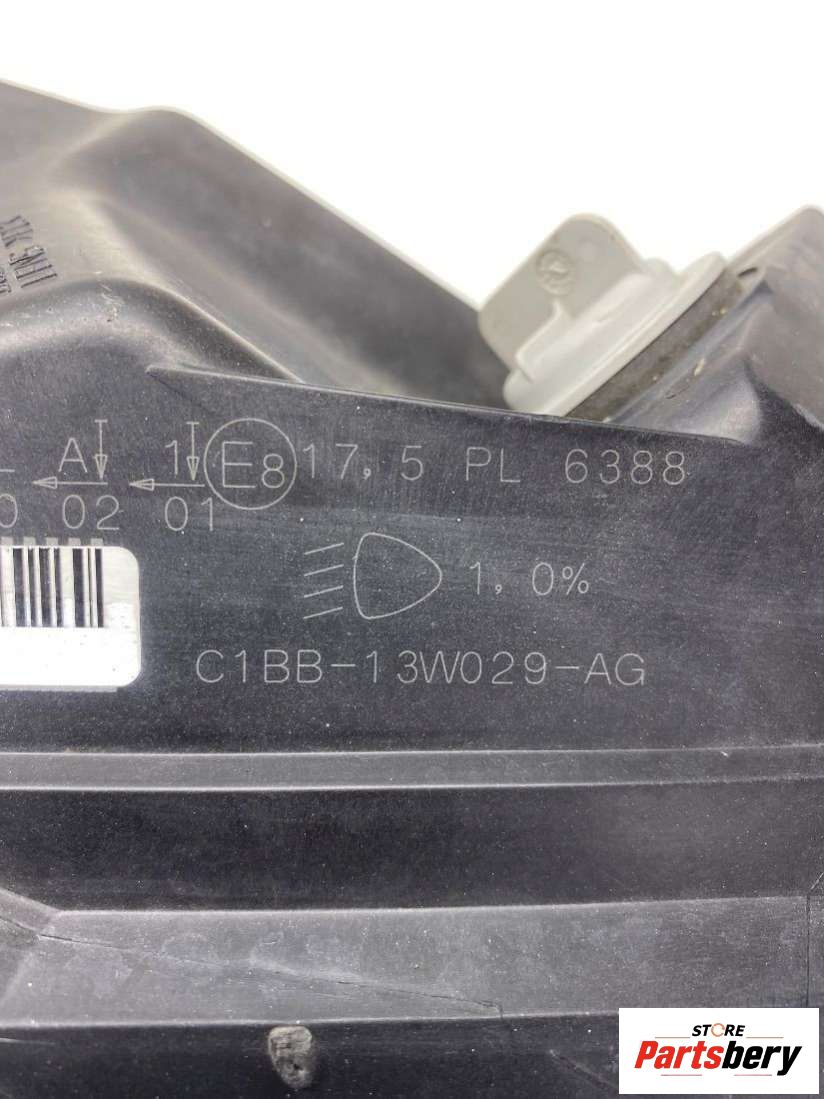 A 1 E8 17,5 PL 6388
0 02 01
1,0%
C1BB-13W029-AG
STORE
Partsbery